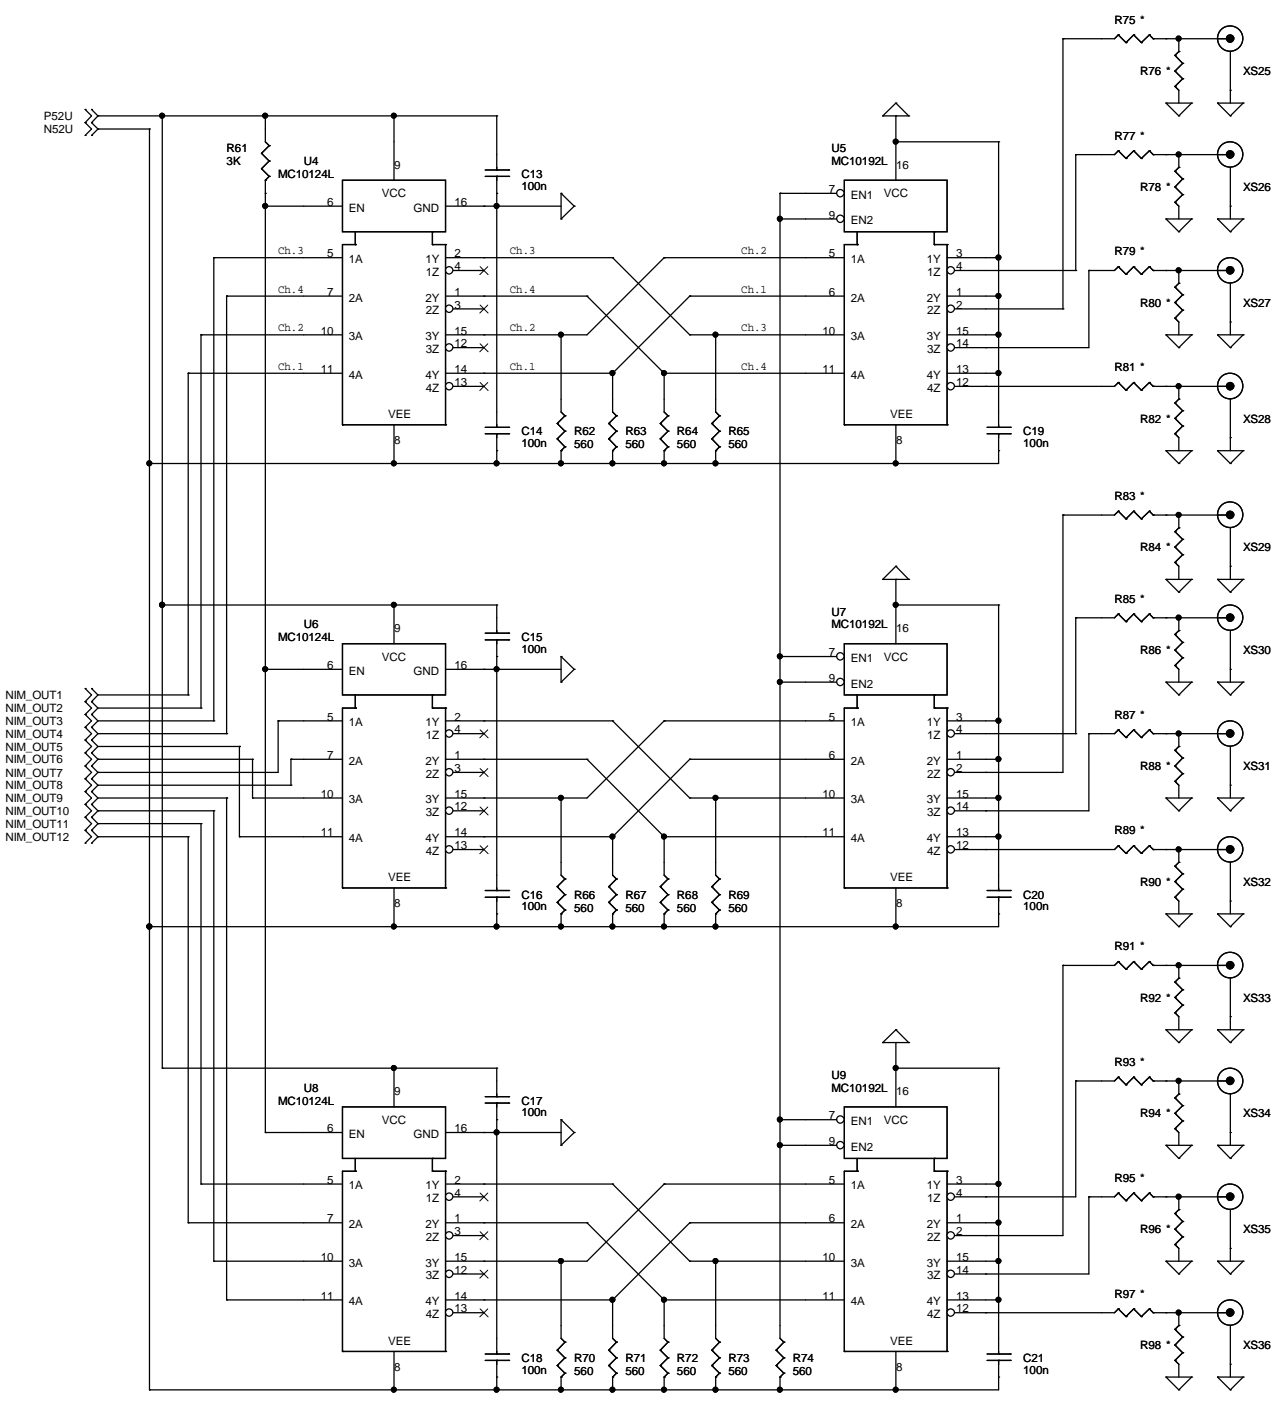 R75 *
R76 *
XS25
P52U
N52U
R61
3K
U4
MC10124L
9
VCC
6
EN
GND
16
C13
100n
U5
MC10192L
16
7
EN1
VCC
9
EN2
R77 *
R78 *
XS26
Ch.3
5
1A
1Y
2
1Z
4
Ch.3
Ch.2
5
1A
1Y
3
1Z
4
R79 *
R80 *
XS27
Ch.4
7
2A
2Y
1
2Z
3
Ch.4
Ch.1
6
2A
2Y
1
2Z
2
Ch.2
10
3A
3Y
15
3Z
12
Ch.2
Ch.3
10
3A
3Y
15
3Z
14
Ch.1
11
4A
4Y
14
4Z
13
Ch.1
Ch.4
11
4A
4Y
13
4Z
12
R81 *
R82 *
XS28
VEE
8
C14
100n
R62
560
R63
560
R64
560
R65
560
VEE
8
C19
100n
R83 *
R84 *
XS29
U6
MC10124L
9
VCC
6
EN
GND
16
C15
100n
U7
MC10192L
16
7
EN1
VCC
9
EN2
R85 *
R86 *
XS30
NIM_OUT1
NIM_OUT2
NIM_OUT3
NIM_OUT4
NIM_OUT5
NIM_OUT6
NIM_OUT7
NIM_OUT8
NIM_OUT9
NIM_OUT10
NIM_OUT11
NIM_OUT12
5
1A
1Y
2
1Z
4
5
1A
1Y
3
1Z
4
R87 *
R88 *
XS31
7
2A
2Y
1
2Z
3
6
2A
2Y
1
2Z
2
10
3A
3Y
15
3Z
12
10
3A
3Y
15
3Z
14
11
4A
4Y
14
4Z
13
11
4A
4Y
13
4Z
12
R89 *
R90 *
XS32
VEE
8
C16
100n
R66
560
R67
560
R68
560
R69
560
VEE
8
C20
100n
R91 *
R92 *
XS33
U8
MC10124L
9
VCC
6
EN
GND
16
C17
100n
U9
MC10192L
16
7
EN1
VCC
9
EN2
R93 *
R94 *
XS34
5
1A
1Y
2
1Z
4
5
1A
1Y
3
1Z
4
R95 *
R96 *
XS35
7
2A
2Y
1
2Z
3
6
2A
2Y
1
2Z
2
10
3A
3Y
15
3Z
12
10
3A
3Y
15
3Z
14
11
4A
4Y
14
4Z
13
11
4A
4Y
13
4Z
12
R97 *
R98 *
XS36
VEE
8
C18
100n
R70
560
R71
560
R72
560
R73
560
R74
560
VEE
8
C21
100n